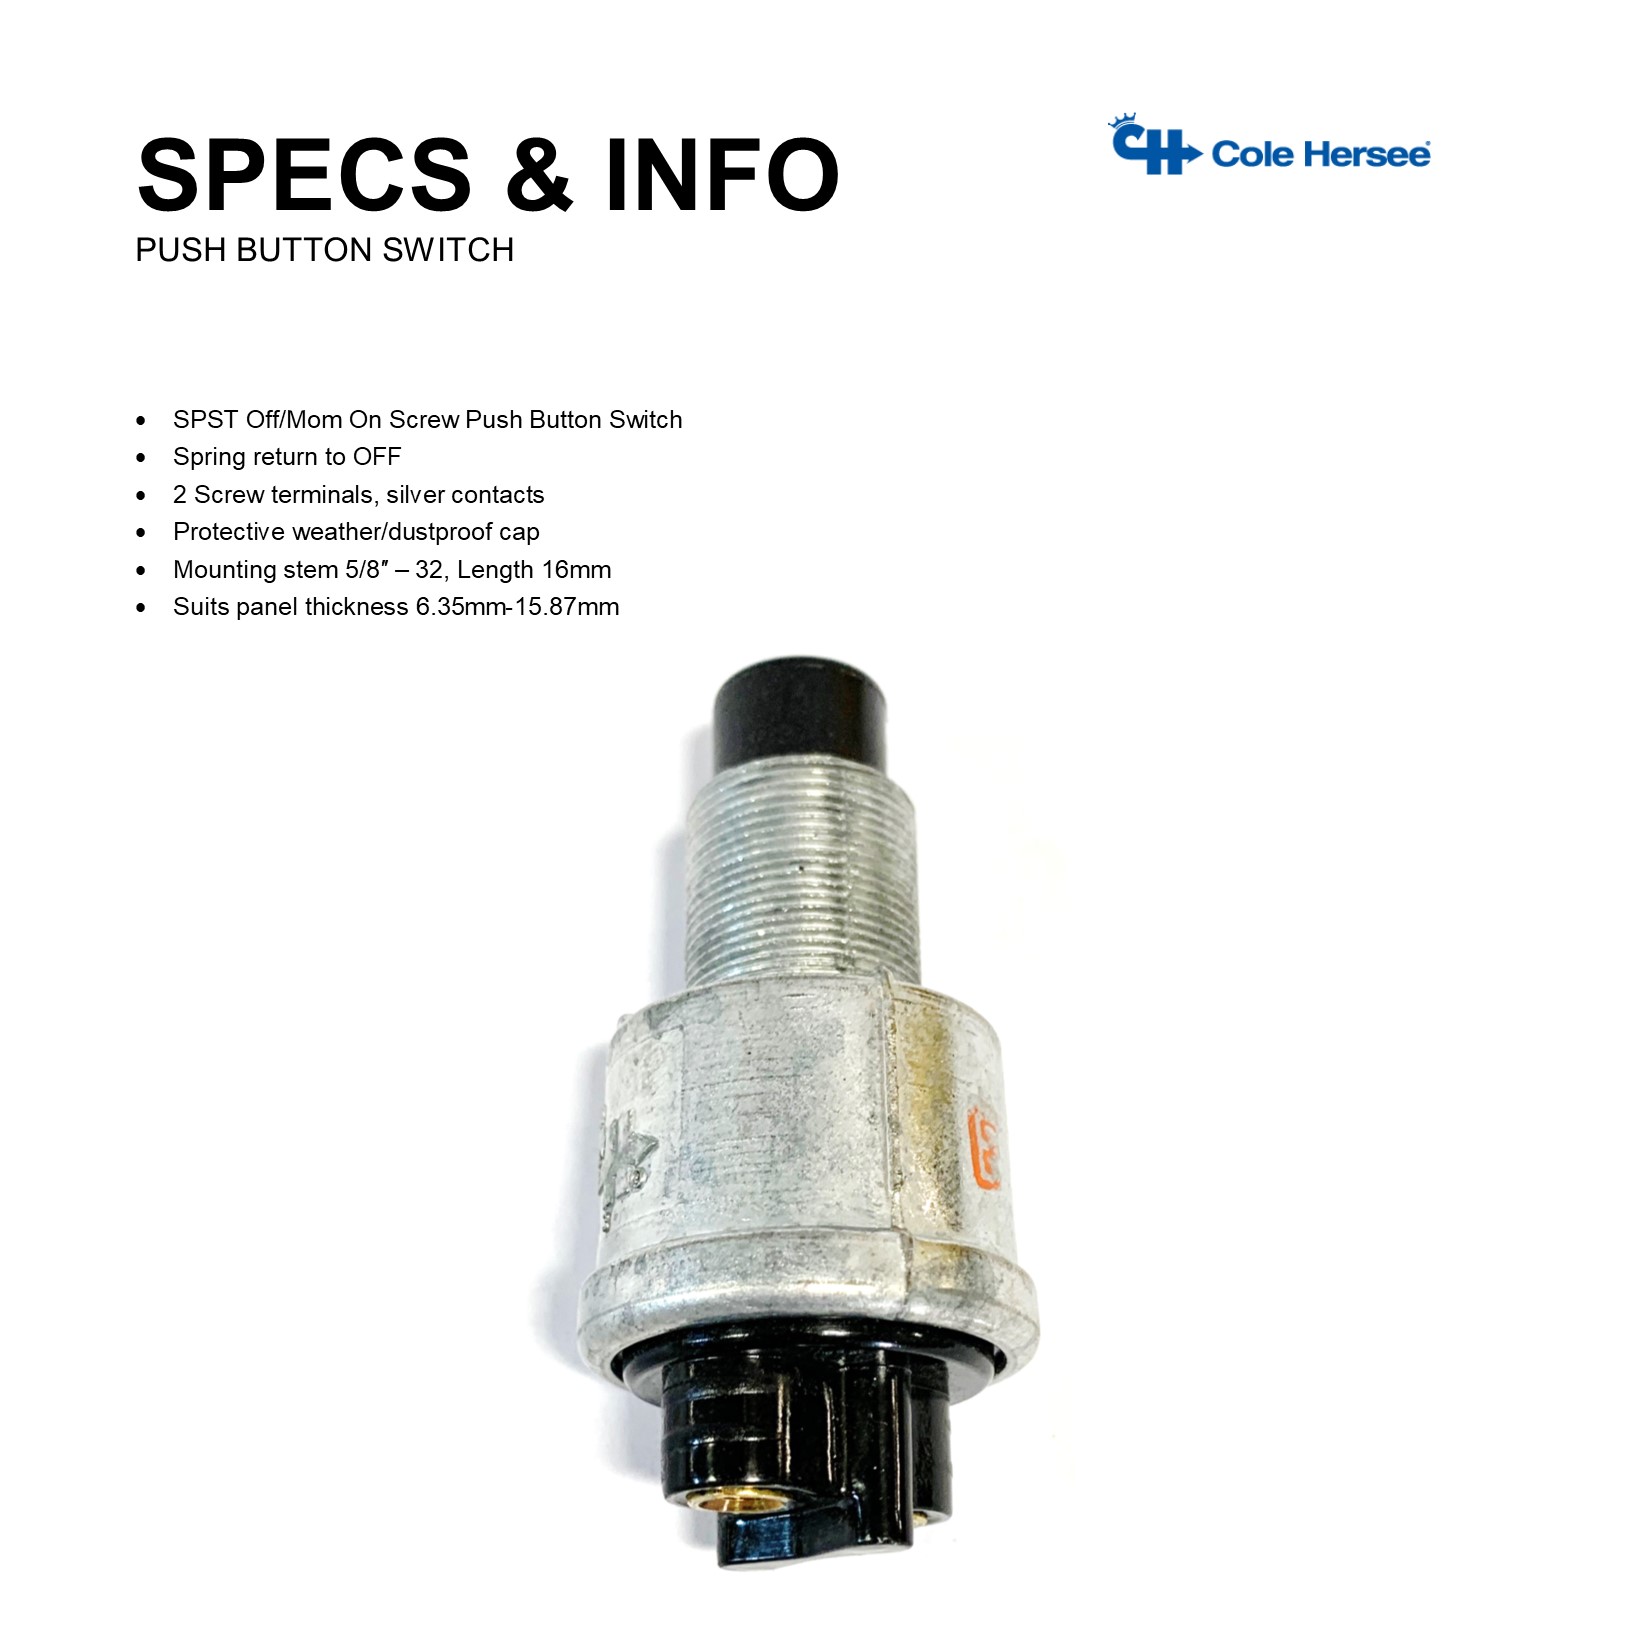 SPECS & INFO
CH Cole Hersee®
PUSH BUTTON SWITCH
• SPST Off/Mom On Screw Push Button Switch
• Spring return to OFF
• 2 Screw terminals, silver contacts
• Protective weather/dustproof cap
• Mounting stem 5/8″ – 32, Length 16mm
• Suits panel thickness 6.35mm-15.87mm